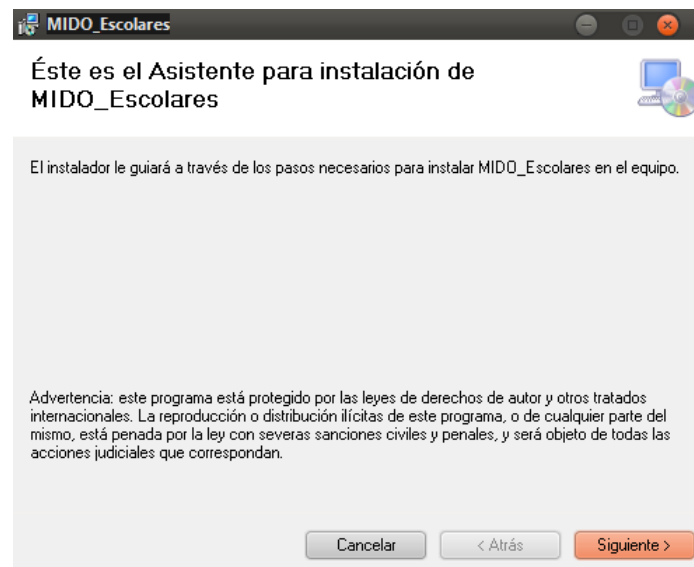 MIDO_Escolares
Éste es el Asistente para instalación de
MIDO_Escolares
El instalador le guiará a través de los pasos necesarios para instalar MIDO_Escolares en el equipo.
Advertencia: este programa está protegido por las leyes de derechos de autor y otros tratados
internacionales. La reproducción o distribución ilícitas de este programa, o de cualquier parte del
mismo, está penada por la ley con severas sanciones civiles y penales, y será objeto de todas las
acciones judiciales que correspondan.
Cancelar
< Atrás
Siguiente >